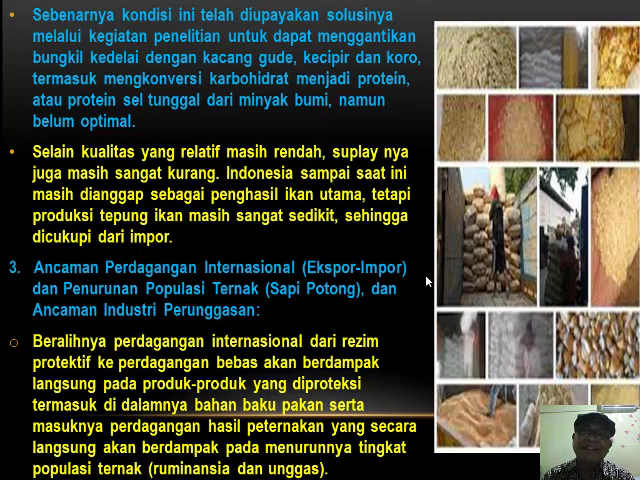 • Sebenarnya kondisi ini telah diupayakan solusinya
melalui kegiatan penelitian untuk dapat menggantikan
bungkil kedelai dengan kacang gude, kecipir dan koro,
termasuk mengkonversi karbohidrat menjadi protein,
atau protein sel tunggal dari minyak bumi, namun
belum optimal.
• Selain kualitas yang relatif masih rendah, suplay nya
juga masih sangat kurang. Indonesia sampai saat ini
masih dianggap sebagai penghasil ikan utama, tetapi
produksi tepung ikan masih sangat sedikit, sehingga
dicukupi dari impor.
3. Ancaman Perdagangan Internasional (Ekspor-Impor)
dan Penurunan Populasi Ternak (Sapi Potong), dan
Ancaman Industri Perunggasan:
o Beralihnya perdagangan internasional dari rezim
protektif ke perdagangan bebas akan berdampak
langsung pada produk-produk yang diproteksi
termasuk di dalamnya bahan baku pakan serta
masuknya perdagangan hasil peternakan yang secara
langsung akan berdampak pada menurunnya tingkat
populasi ternak (ruminansia dan unggas).